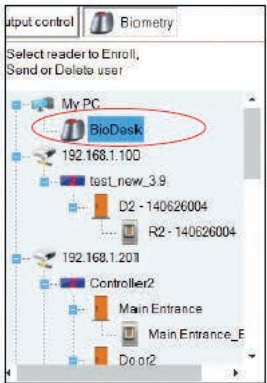 utput control Biometry
Select reader to Enroll,
Send or Delete user
My PC
BioDesk
192.168.1.100
test_new_3.9
D2 - 140626004
R2 - 140626004
192.168.1.201
Controller2
Main Entrance
Main Entrance_E
Door2